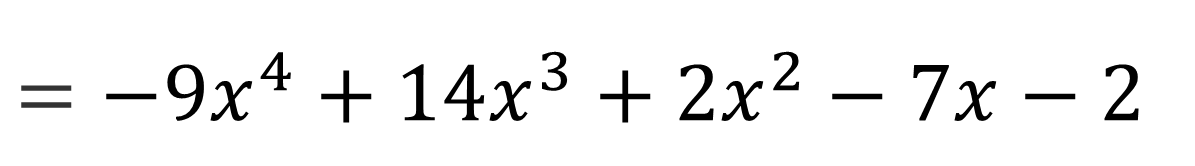 = −9x⁴ + 14x³ + 2x² − 7x − 2